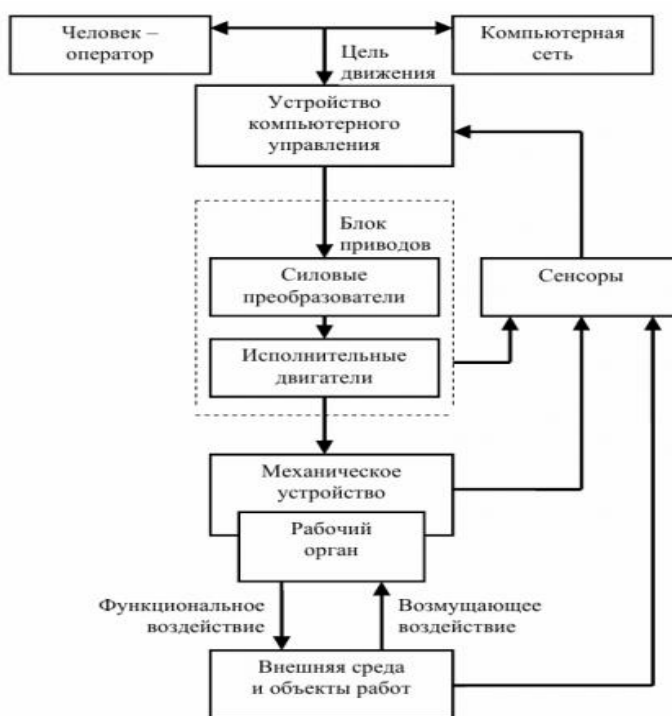 Человек –
оператор
Компьютерная
сеть
Цель
движения
Устройство
компьютерного
управления
Блок
приводов
Силовые
преобразователи
Сенсоры
Исполнительные
двигатели
Механическое
устройство
Рабочий
орган
Функциональное
воздействие
Возмущающее
воздействие
Внешняя среда
и объекты работ